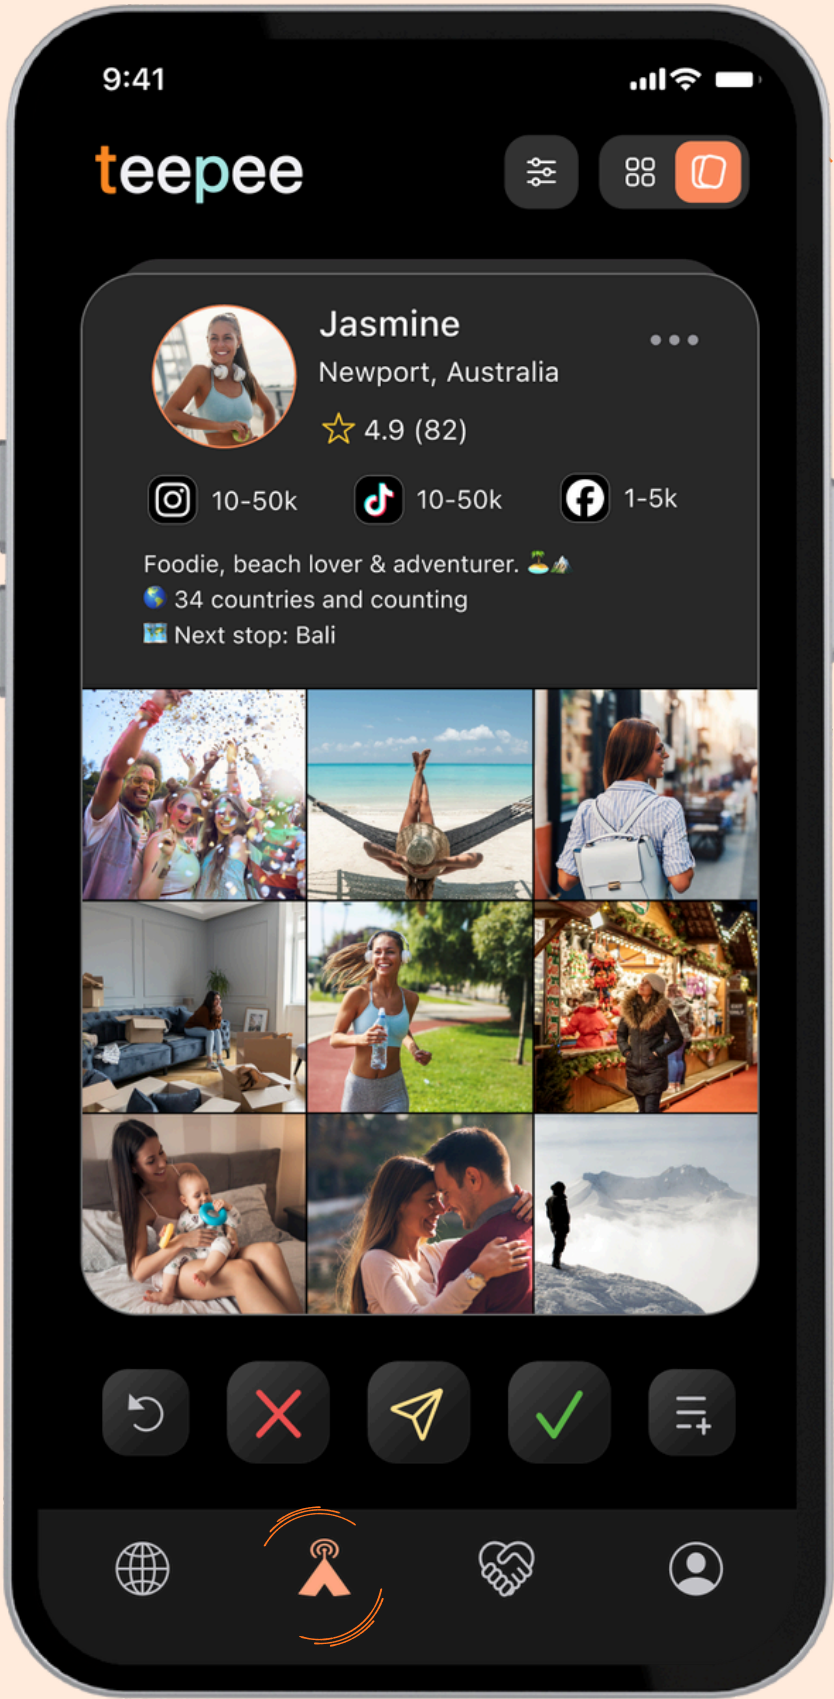 9:41
teepee
Jasmine
Newport, Australia
4.9 (82)
10-50k
10-50k
1-5k
Foodie, beach lover & adventurer. 🏝️🏔️
🌎 34 countries and counting
🗺️ Next stop: Bali